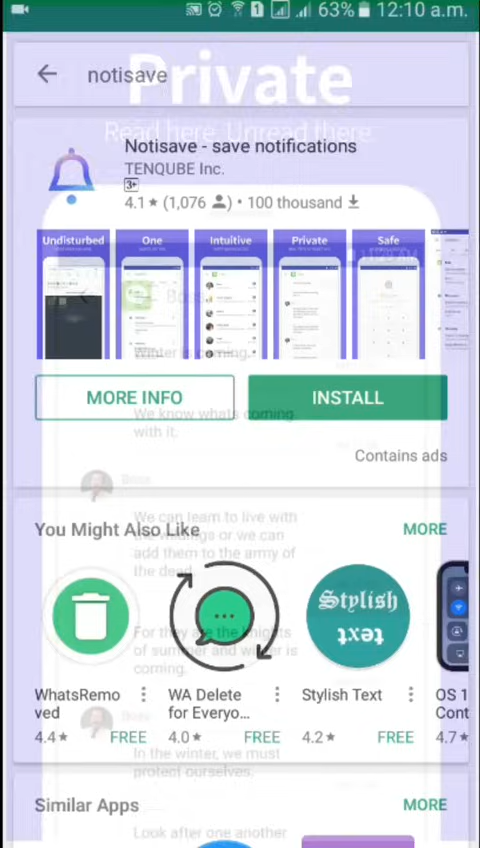 63% 12:10 a.m.
notisave
Private
Read here, Unread there
Notisave - save notifications
TENQUBE Inc.
3+
4.1★ (1,076) • 100 thousand
Undisturbed One Intuitive Private Safe
Boss
Winter is coming.
MORE INFO INSTALL
We know whats coming
with it.
Contains ads
Boss
We can learn to live with
the wildlings or we can
add them to the army of
the dead.
You Might Also Like MORE
Stylish
text
For they are the knights
of summer and winter is
coming.
WhatsRemo
ved
WA Delete
for Everyo...
Stylish Text
OS 1
Cont
4.4★ FREE 4.0★ FREE 4.2★ FREE 4.7★
Boss
In the winter, we must
protect ourselves.
Similar Apps MORE
Look after one another